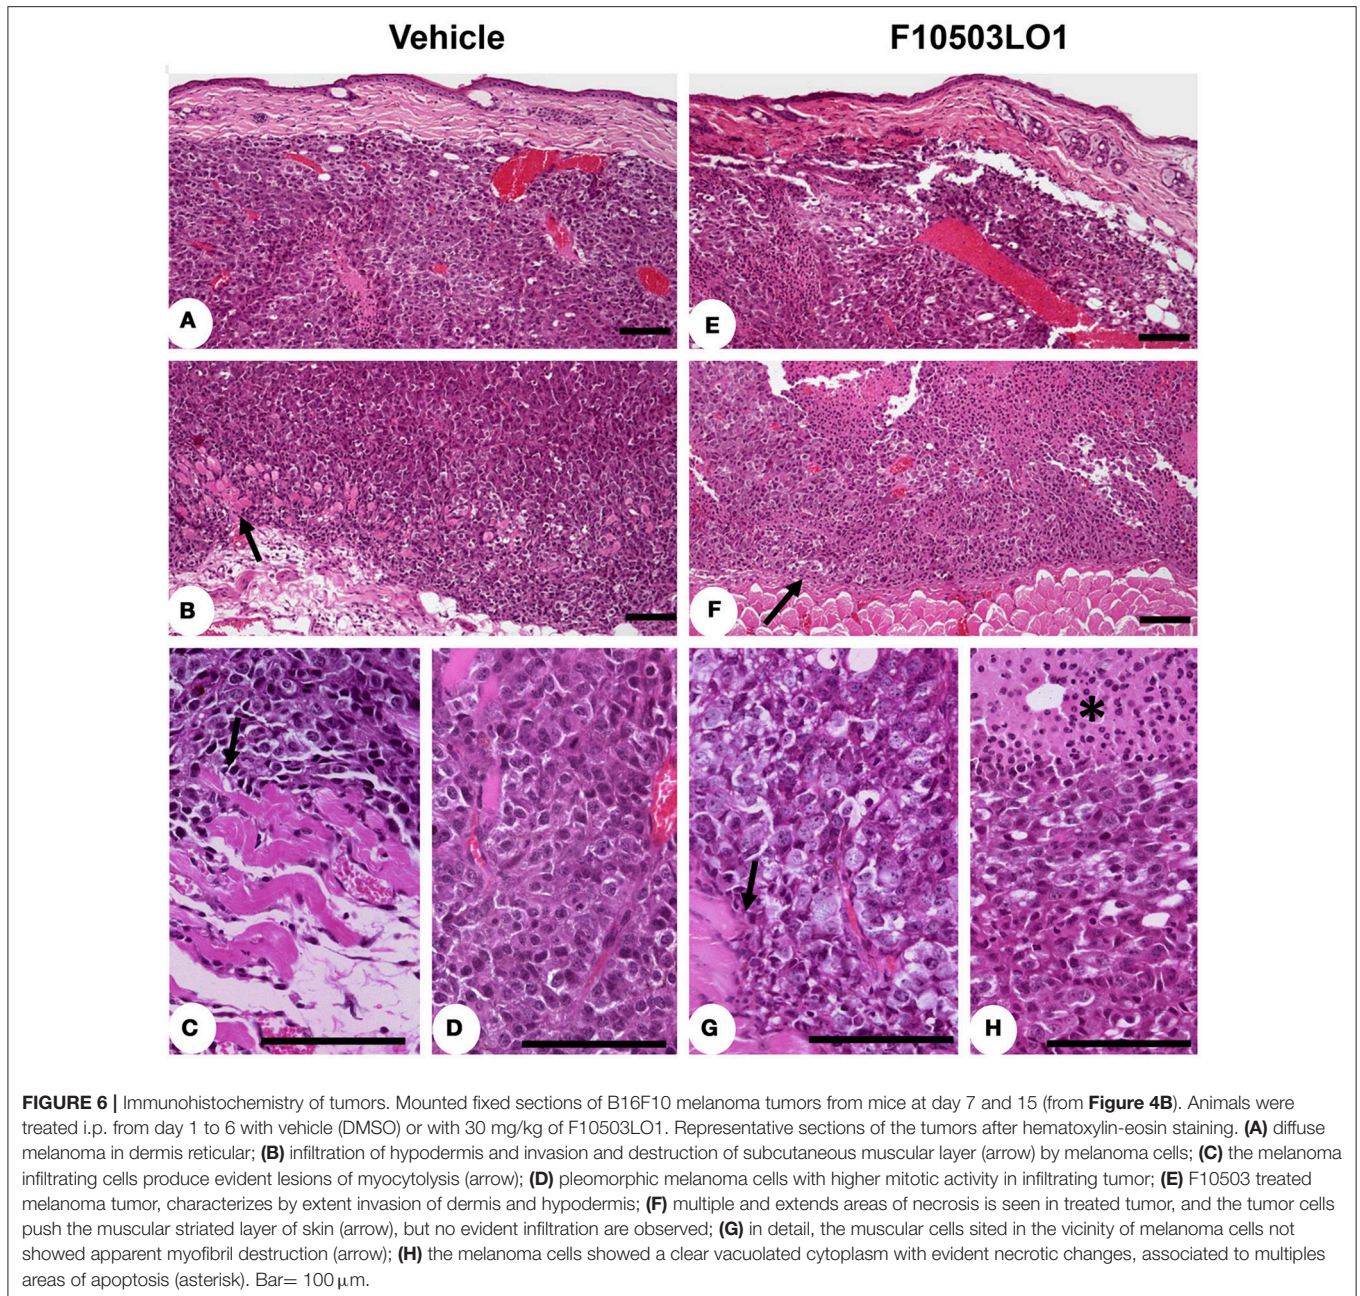 Vehicle
F10503LO1
A
E
B
F
C
D
G
*
H
FIGURE 6 | Immunohistochemistry of tumors. Mounted fixed sections of B16F10 melanoma tumors from mice at day 7 and 15 (from Figure 4B). Animals were
treated i.p. from day 1 to 6 with vehicle (DMSO) or with 30 mg/kg of F10503LO1. Representative sections of the tumors after hematoxylin-eosin staining. (A) diffuse
melanoma in dermis reticular; (B) infiltration of hypodermis and invasion and destruction of subcutaneous muscular layer (arrow) by melanoma cells; (C) the melanoma
infiltrating cells produce evident lesions of myocytolysis (arrow); (D) pleomorphic melanoma cells with higher mitotic activity in infiltrating tumor; (E) F10503 treated
melanoma tumor, characterizes by extent invasion of dermis and hypodermis; (F) multiple and extends areas of necrosis is seen in treated tumor, and the tumor cells
push the muscular striated layer of skin (arrow), but no evident infiltration are observed; (G) in detail, the muscular cells sited in the vicinity of melanoma cells not
showed apparent myofibril destruction (arrow); (H) the melanoma cells showed a clear vacuolated cytoplasm with evident necrotic changes, associated to multiples
areas of apoptosis (asterisk). Bar= 100 μm.